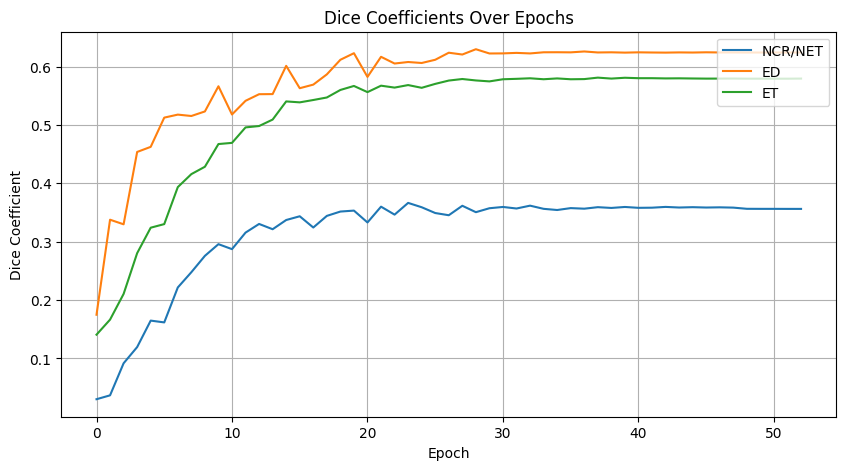 Dice Coefficients Over Epochs
NCR/NET
ED
ET
Dice Coefficient
0.6
0.5
0.4
0.3
0.2
0.1
0 10 20 30 40 50
Epoch